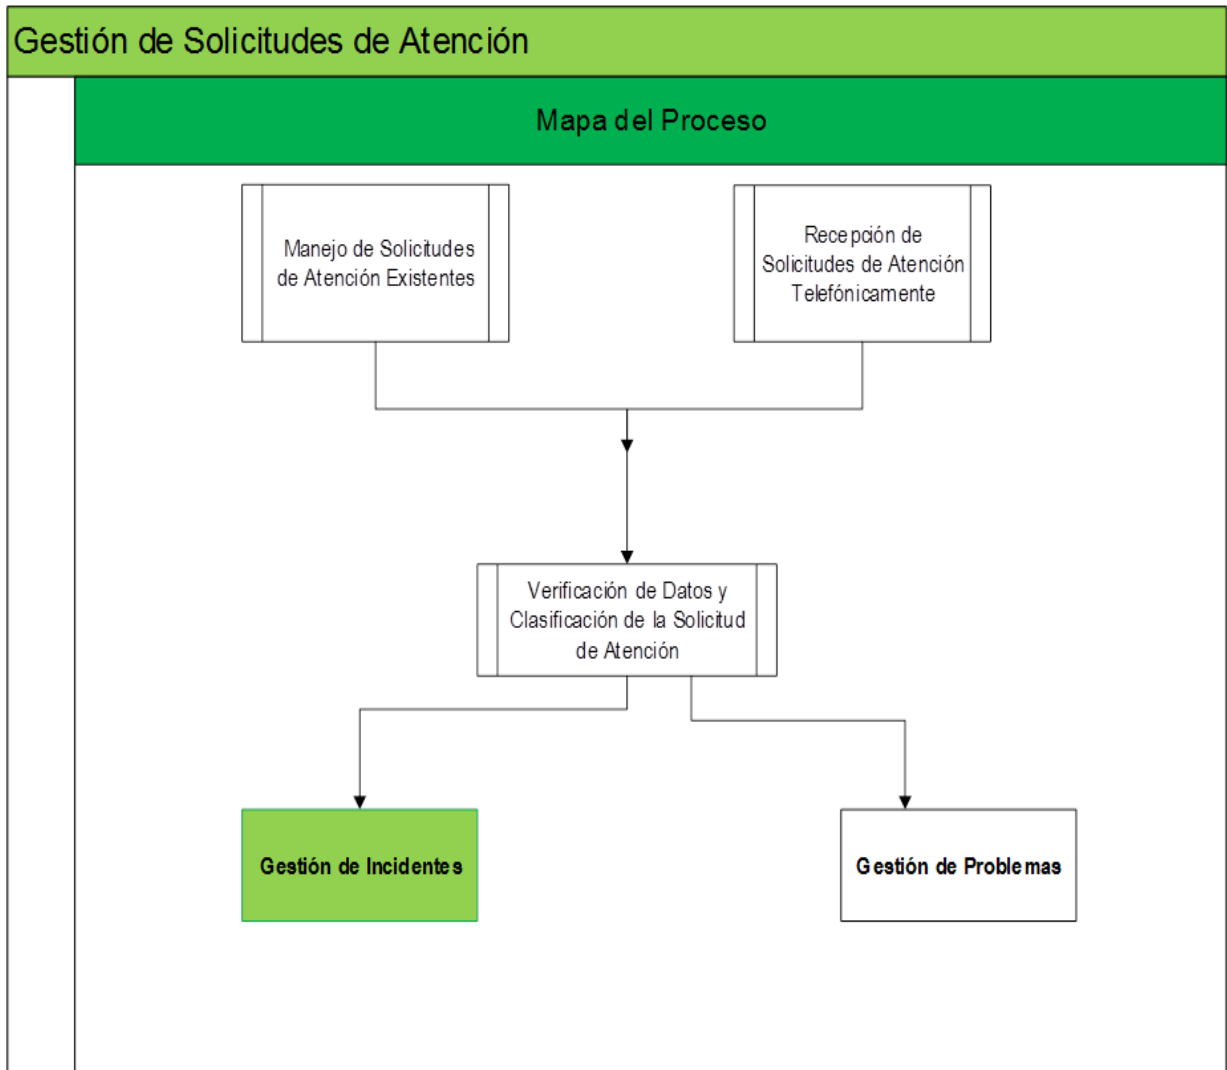 Gestión de Solicitudes de Atención
Mapa del Proceso
Manejo de Solicitudes
de Atención Existentes
Recepción de
Solicitudes de Atención
Telefónicamente
Verificación de Datos y
Clasificación de la Solicitud
de Atención
Gestión de Incidentes
Gestión de Problemas